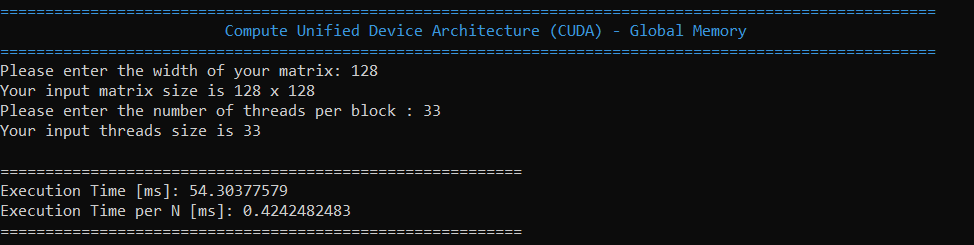 ========================================================================================================
Compute Unified Device Architecture (CUDA) - Global Memory
========================================================================================================
Please enter the width of your matrix: 128
Your input matrix size is 128 x 128
Please enter the number of threads per block : 33
Your input threads size is 33
==========================================================
Execution Time [ms]: 54.30377579
Execution Time per N [ms]: 0.4242482483
==========================================================